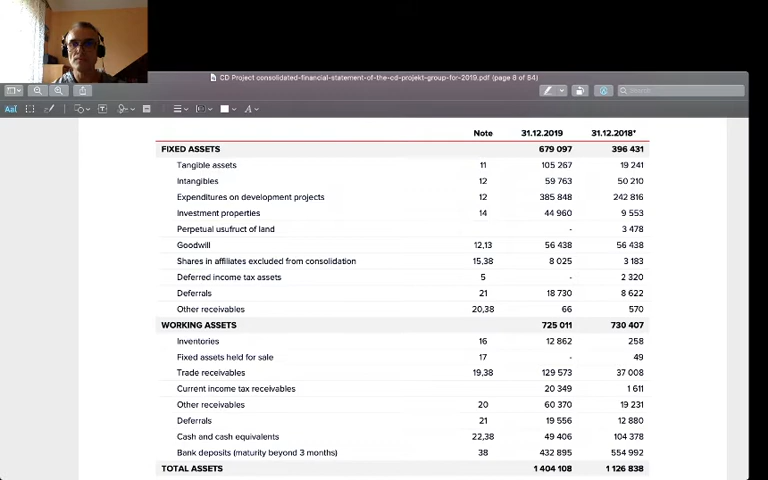 CD Project consolidated-financial-statement-of-the-cd-projekt-group-for-2019.pdf (page 8 of 84)
Search
AaI
A
Note 31.12.2019 31.12.2018*
FIXED ASSETS 679 097 396 431
Tangible assets 11 105 267 19 241
Intangibles 12 59 763 50 210
Expenditures on development projects 12 385 848 242 816
Investment properties 14 44 960 9 553
Perpetual usufruct of land - 3 478
Goodwill 12,13 56 438 56 438
Shares in affiliates excluded from consolidation 15,38 8 025 3 183
Deferred income tax assets 5 - 2 320
Deferrals 21 18 730 8 622
Other receivables 20,38 66 570
WORKING ASSETS 725 011 730 407
Inventories 16 12 862 258
Fixed assets held for sale 17 - 49
Trade receivables 19,38 129 573 37 008
Current income tax receivables 20 349 1 611
Other receivables 20 60 370 19 231
Deferrals 21 19 556 12 880
Cash and cash equivalents 22,38 49 406 104 378
Bank deposits (maturity beyond 3 months) 38 432 895 554 992
TOTAL ASSETS 1 404 108 1 126 838